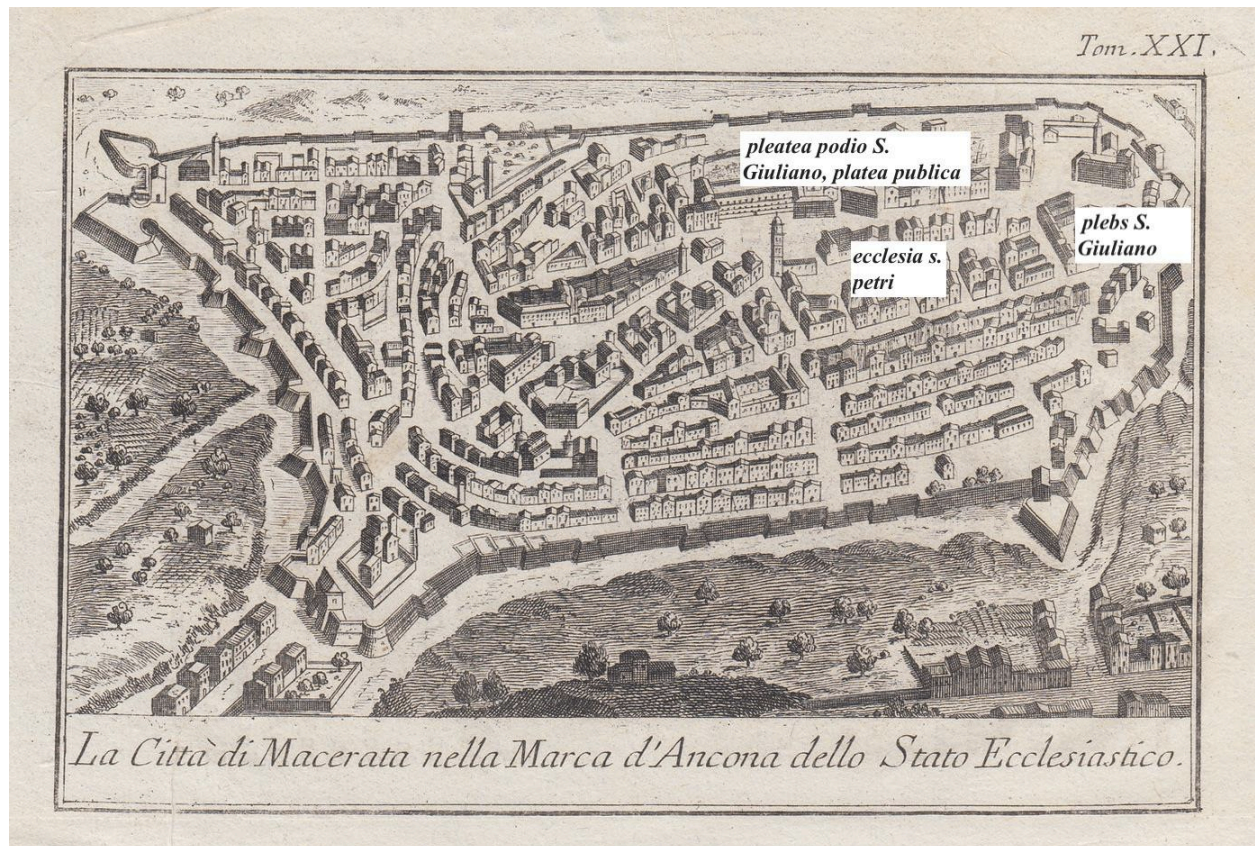 Tom. XXI.
pleatea podio S.
Giuliano, platea publica
plebs S.
Giuliano
ecclesia s.
petri
La Città di Macerata nella Marca d'Ancona dello Stato Ecclesiastico.